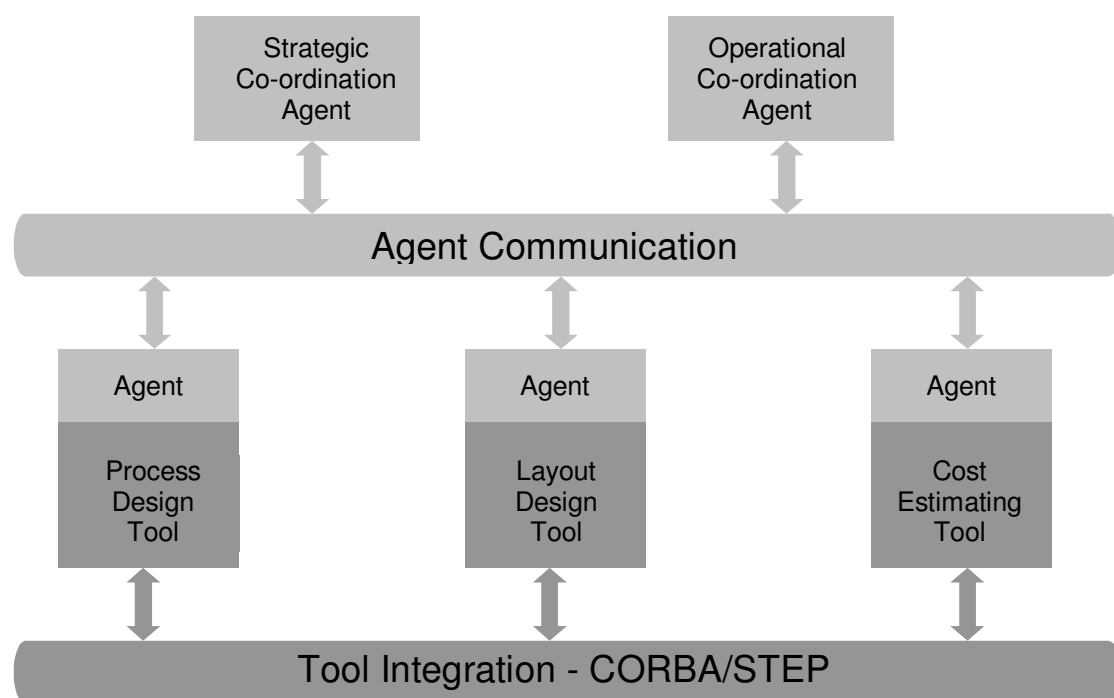 Strategic
Co-ordination
Agent
Operational
Co-ordination
Agent
Agent Communication
Agent
Process
Design
Tool
Agent
Layout
Design
Tool
Agent
Cost
Estimating
Tool
Tool Integration - CORBA/STEP